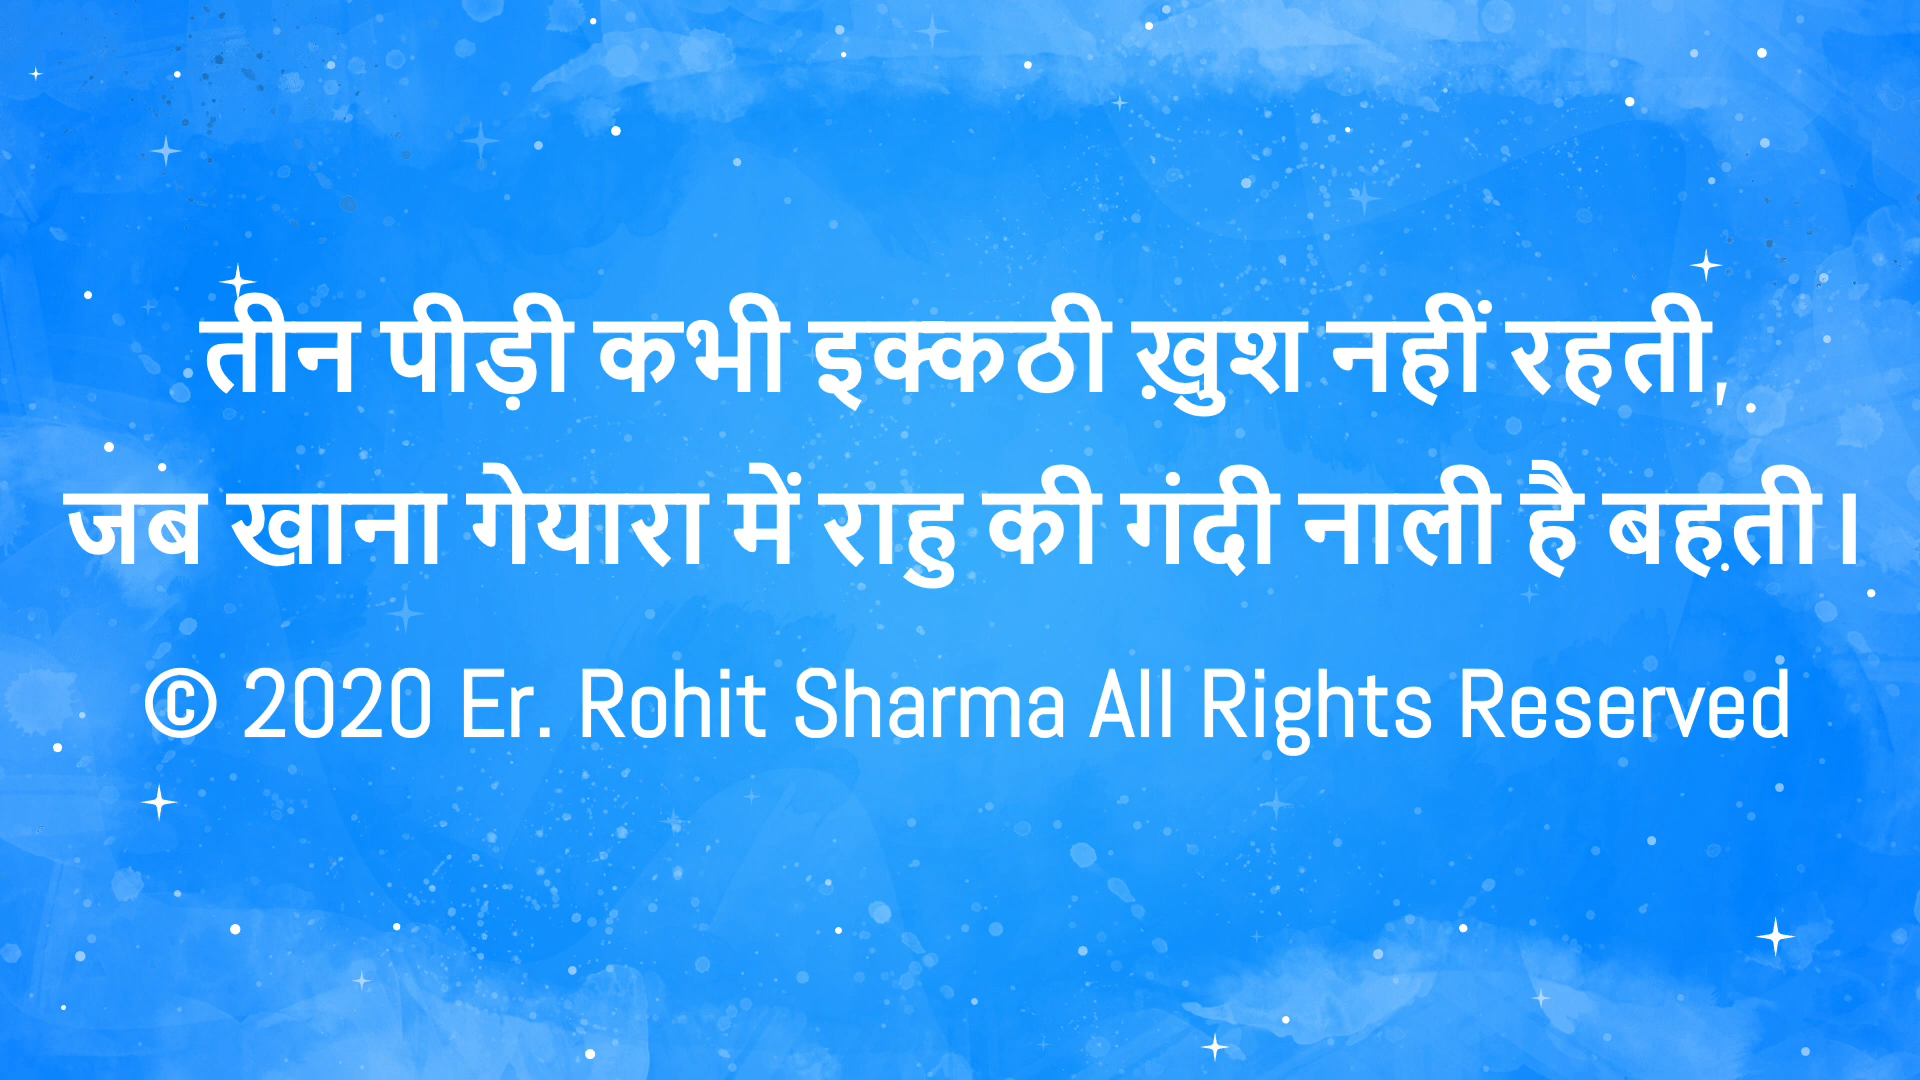 तीन पीड़ी कभी इक्कठी ख़ुश नहीं रहती,
जब खाना गेयारा में राहु की गंदी नाली है बहती।
© 2020 Er. Rohit Sharma All Rights Reserved